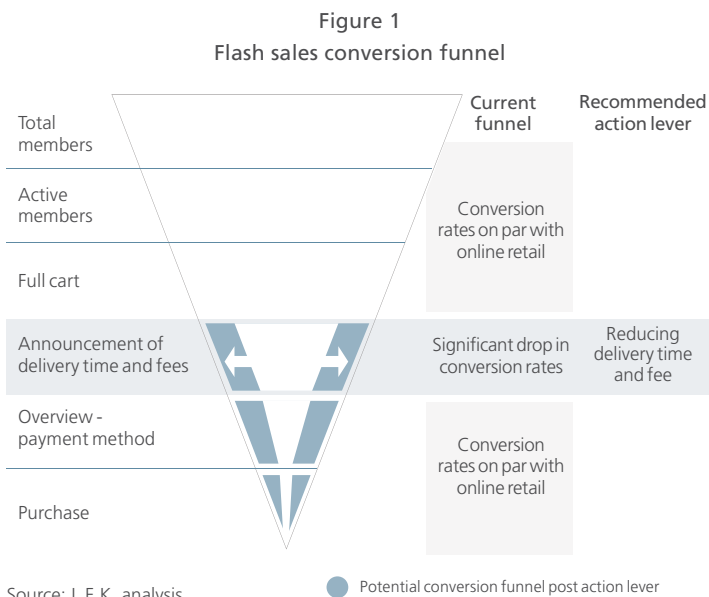 Figure 1
Flash sales conversion funnel
Current
funnel
Recommended
action lever
Total
members
Active
members
Conversion
rates on par with
online retail
Full cart
Announcement of
delivery time and fees
Significant drop in
conversion rates
Reducing
delivery time
and fee
Overview -
payment method
Conversion
rates on par with
online retail
Purchase
Source: L.E.K. analysis
Potential conversion funnel post action lever